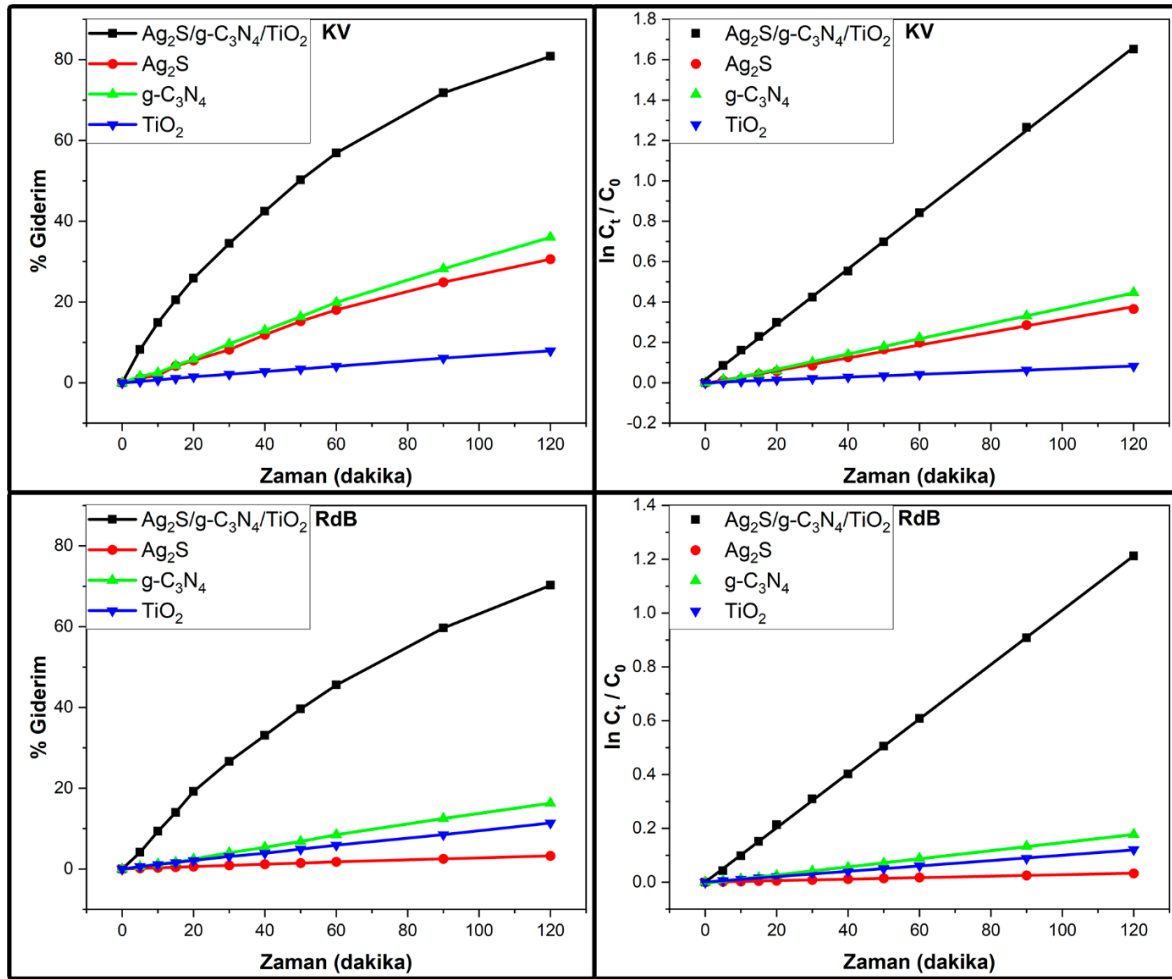 Ag₂S/g-C₃N₄/TiO₂
Ag₂S
g-C₃N₄
TiO₂
KV
80
60
40
20
0
% Giderim
0 20 40 60 80 100 120
Zaman (dakika)
Ag₂S/g-C₃N₄/TiO₂
Ag₂S
g-C₃N₄
TiO₂
KV
1.8
1.6
1.4
1.2
1.0
0.8
0.6
0.4
0.2
0.0
-0.2
ln Cₜ / C₀
0 20 40 60 80 100 120
Zaman (dakika)
Ag₂S/g-C₃N₄/TiO₂
Ag₂S
g-C₃N₄
TiO₂
RdB
80
60
40
20
0
% Giderim
0 20 40 60 80 100 120
Zaman (dakika)
Ag₂S/g-C₃N₄/TiO₂
Ag₂S
g-C₃N₄
TiO₂
RdB
1.4
1.2
1.0
0.8
0.6
0.4
0.2
0.0
ln Cₜ / C₀
0 20 40 60 80 100 120
Zaman (dakika)